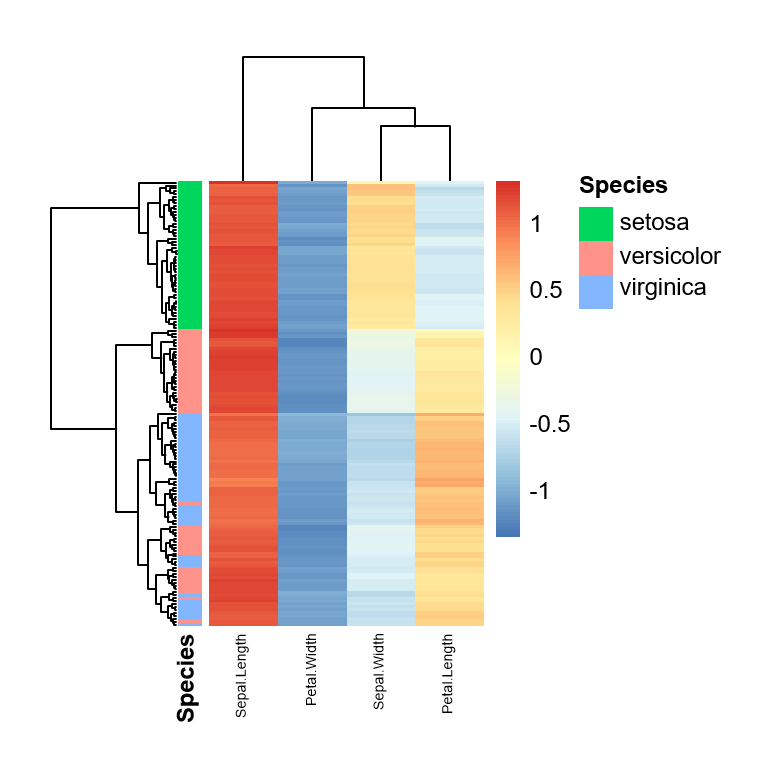 Species
setosa
versicolor
virginica
1
0.5
0
-0.5
-1
Species
Sepal.Length
Petal.Width
Sepal.Width
Petal.Length